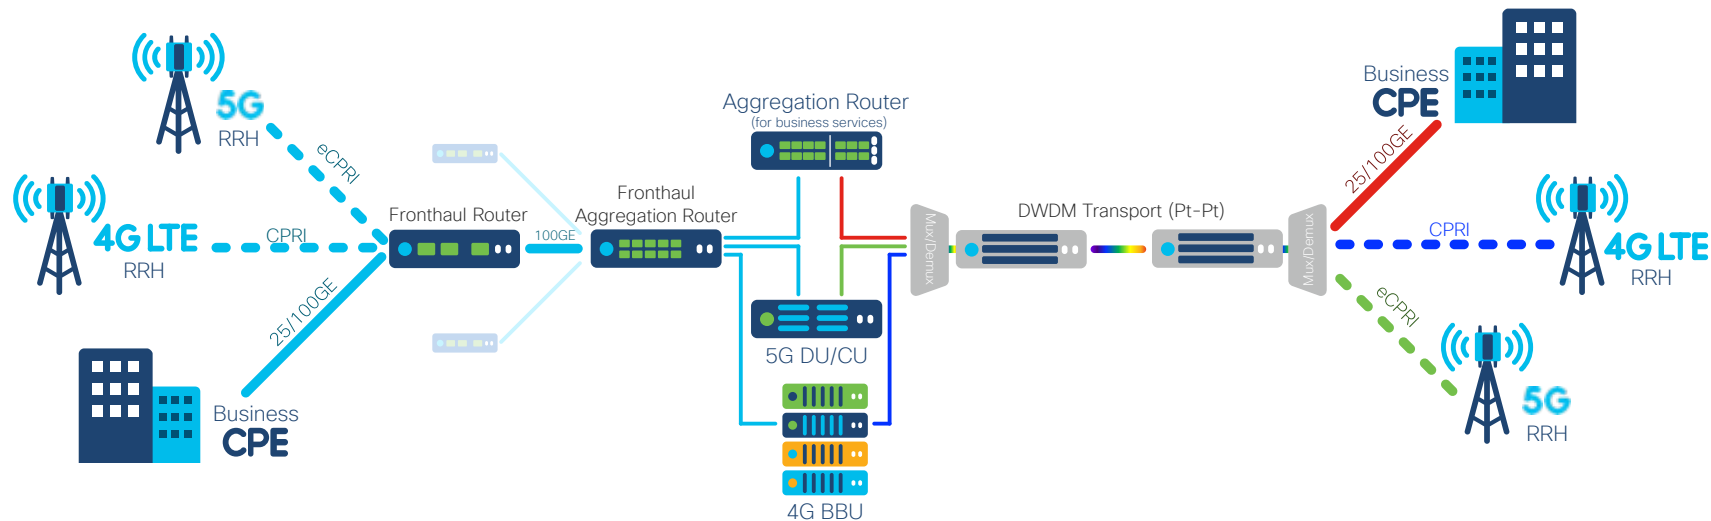 5G
RRH
eCPRI
4G LTE
RRH
CPRI
25/100GE
Business
CPE
Fronthaul Router
100GE
Fronthaul
Aggregation Router
Aggregation Router
(for business services)
5G DU/CU
4G BBU
Mux/Demux
DWDM Transport (Pt-Pt)
Mux/Demux
Business
CPE
25/100GE
CPRI
4G LTE
RRH
eCPRI
5G
RRH